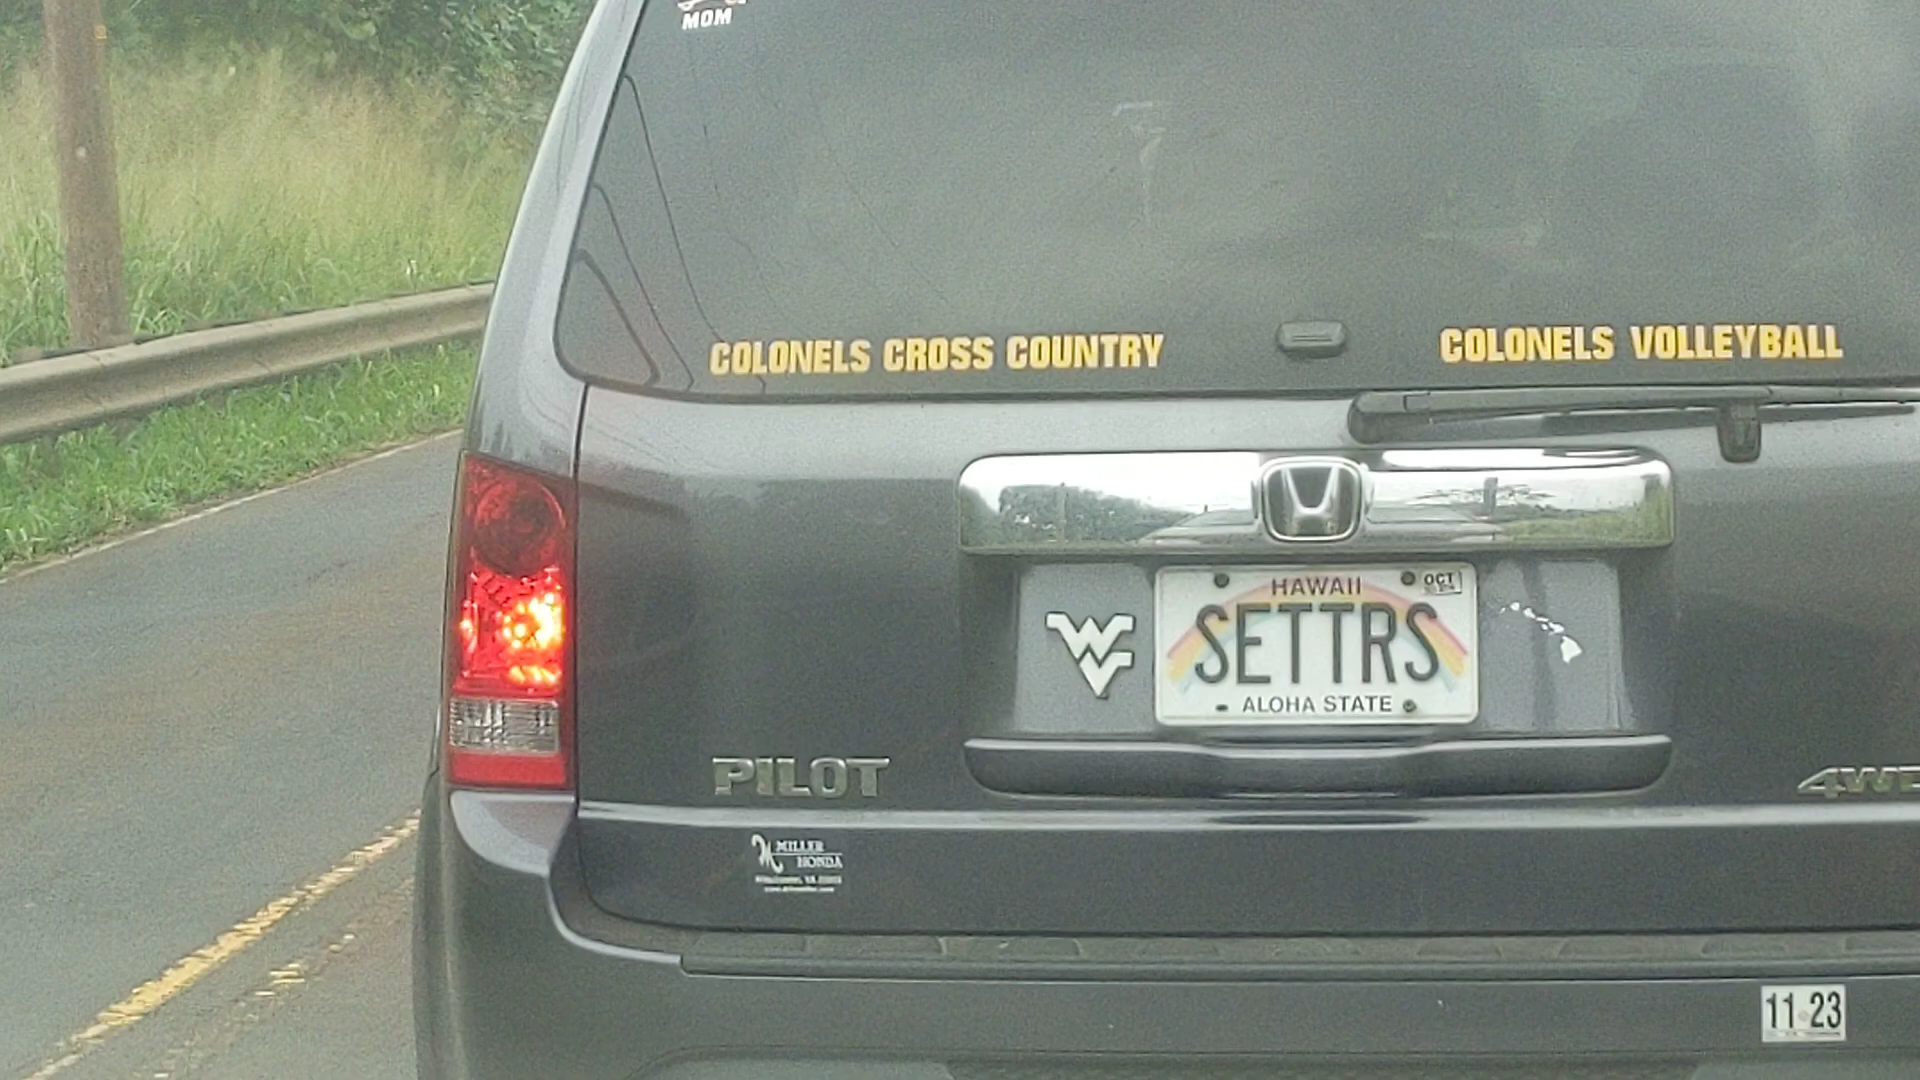 MOM
COLONELS CROSS COUNTRY
COLONELS VOLLEYBALL
HAWAII
OCT
SETTRS
ALOHA STATE
PILOT
4WD
MILLER
HONDA
11 23